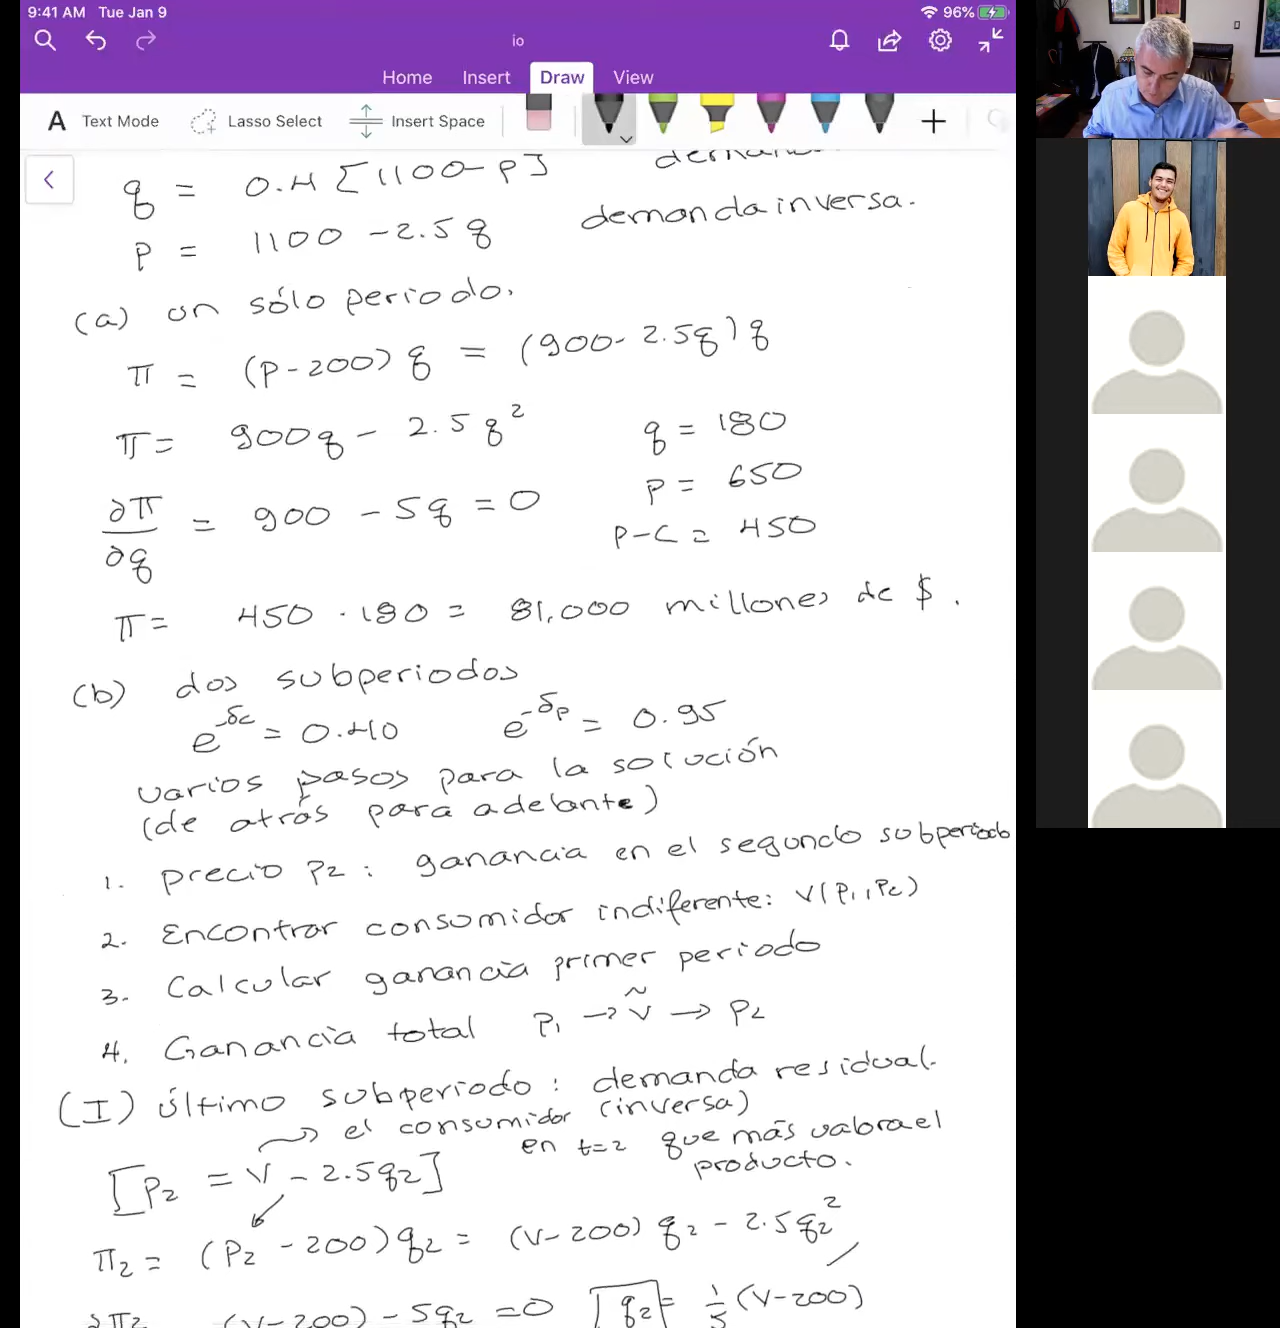 9:41 AM Tue Jan 9
96%
io
Home Insert Draw View
A Text Mode Lasso Select Insert Space
q = 0.4 [1100-p]
p = 1100 - 2.5q demanda inversa.
(a) un sólo periodo.
π = (p-200) q = (900-2.5q) q
π = 900q - 2.5q²
q = 180
p = 650
∂π/∂q = 900 - 5q = 0
p-c = 450
π = 450 · 180 = 81,000 millones de $.
(b) dos subperiodos
e^-δc = 0.40 e^-δp = 0.95
varios pasos para la solución
(de atrás para adelante)
1. precio p2: ganancia en el segundo subperiodo
2. Encontrar consumidor indiferente: v(p1,p2)
3. Calcular ganancia primer periodo
4. Ganancia total p1 → ṽ → p2
(I) último subperiodo: demanda residual.
(inversa)
→ el consumidor en t=2 que más valora el producto.
[p2 = v - 2.5q2]
π2 = (p2 - 200) q2 = (v-200) q2 - 2.5q2²
(v-200) - 5q2 = 0 q2 = 1/5 (v-200)